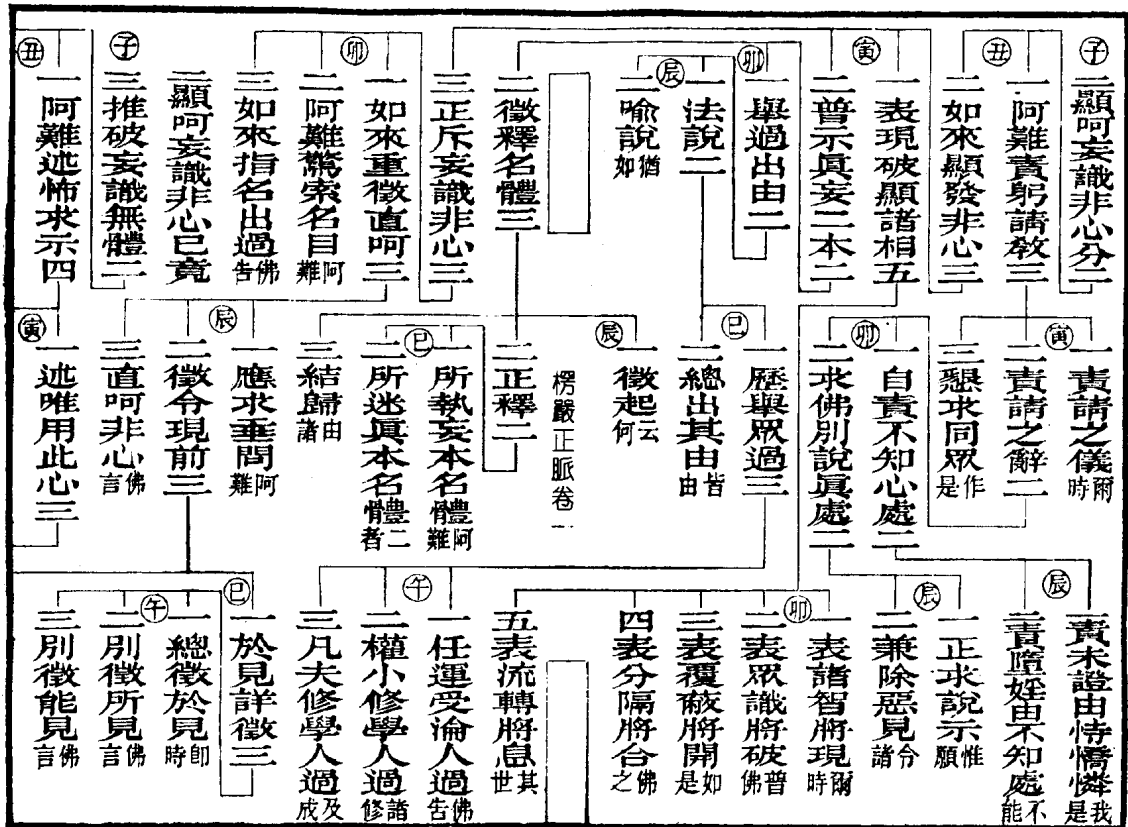 子
二顯呵妄識非心分二
丑
一阿難責躬請敎三
二如來顯發非心三
寅
一表現破顯諸相五
二普示眞妄二本二
卯
一舉過出由二
一法說二
辰
二喻說 猶如
二徵釋名體三
三正斥妄識非心三
一如來重徵直呵三
卯
二阿難驚索名目 阿難
三如來指名出過 佛告
二顯呵妄識非心已竟
子
三推破妄識無體二
丑
一阿難述怖求示四
寅
一責請之儀 爾時
二責請之辭二
三懇求同眾 作是
一自責不知心處二
卯
二求佛別說眞處二
巳
一歷舉眾過三
二總出其由 皆由
一徵起 云何
辰
楞嚴正脈卷一
二正釋二
一所執妄本名體 阿難
巳
二所迷眞本名體 二者
三結歸 由諸
一應求垂問 阿難
辰
二徵令現前三
三直呵非心 佛言
一述唯用此心三
寅
辰
一責未證由恃憍憐 我是
二責墮婬由不知處 不能
一正求說示 惟願
辰
二兼除惡見 令諸
一表諸智將現 爾時
卯
二表眾識將破 普佛
三表覆蔽將開 如是
四表分隔將合 佛之
五表流轉將息 其世
一任運受淪人過 佛告
午
二權小修學人過 諸修
三凡夫修學人過 及成
一於見詳徵三
巳
一總徵於見 卽時
午
二別徵所見 佛言
三別徵能見 佛言